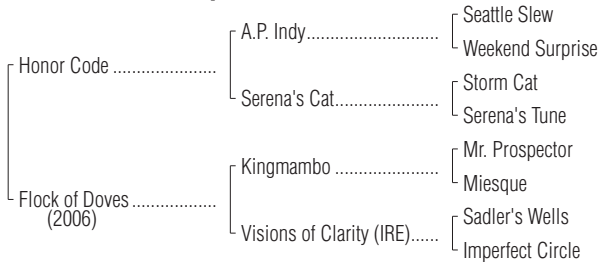 Seattle Slew
A.P. Indy........................
Weekend Surprise
Honor Code .....................
Storm Cat
Serena's Cat.......................
Serena's Tune
Mr. Prospector
Kingmambo .......................
Miesque
Flock of Doves .................
(2006)
Sadler's Wells
Visions of Clarity (IRE)......
Imperfect Circle